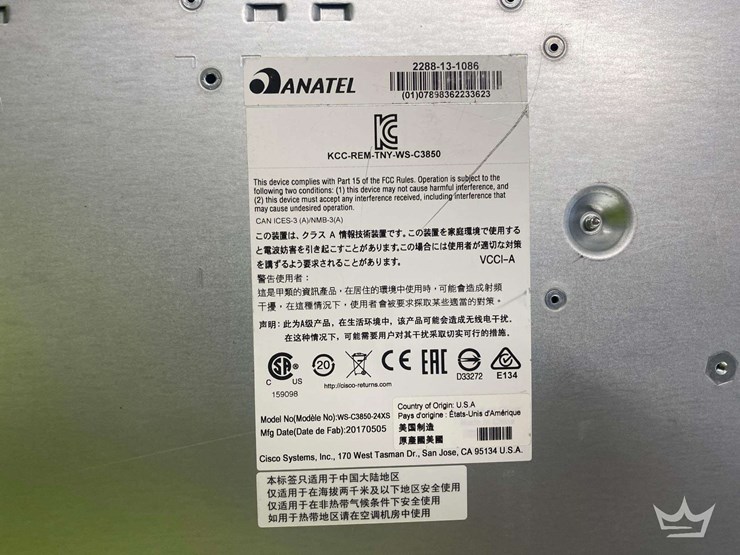 ANATEL
2288-13-1086
(01)07898362233623
KCC-REM-TNY-WS-C3850
This device complies with Part 15 of the FCC Rules. Operation is subject to the
following two conditions: (1) this device may not cause harmful interference, and
(2) this device must accept any interference received, including interference that
may cause undesired operation.
CAN ICES-3 (A)/NMB-3(A)
この装置は、クラス A 情報技術装置です。この装置を家庭環境で使用する
と電波妨害を引き起こすことがあります。この場合には使用者が適切な対策
を講ずるよう要求されることがあります。 VCCI-A
警告使用者：
這是甲類的資訊產品，在居住的環境中使用時，可能會造成射頻
干擾，在這種情況下，使用者會被要求採取某些適當的對策。
声明：此为A级产品，在生活环境中，该产品可能会造成无线电干扰。
在这种情况下，可能需要用户对其干扰采取切实可行的措施。
SA
C US
159098
20
http://cisco-returns.com
CE
EAC
D33272
E134
Model No(Modèle No):WS-C3850-24XS
Mfg Date(Date de Fab):20170505
Country of Origin: U.S.A
Pays d'origine : États-Unis d'Amérique
美国制造
原產國美國
Cisco Systems, Inc., 170 West Tasman Dr., San Jose, CA 95134 U.S.A.
本标签只适用于中国大陆地区
仅适用于在海拔两千米及以下地区安全使用
仅适用于在非热带气候条件下安全使用
如用于热带地区请在空调机房中使用